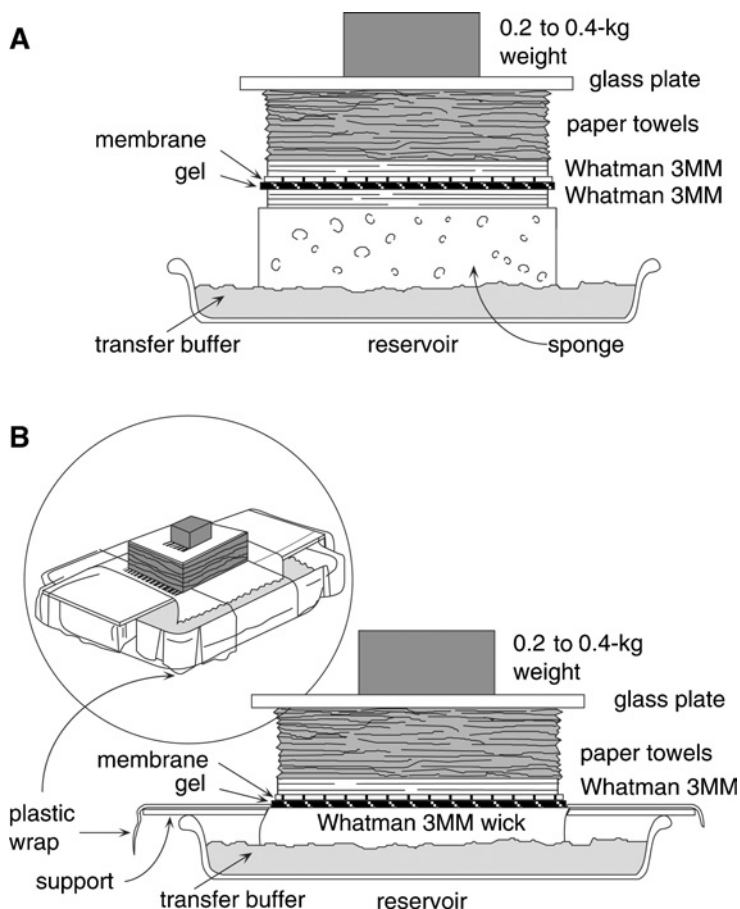 A
0.2 to 0.4-kg
weight
glass plate
paper towels
membrane
gel
Whatman 3MM
Whatman 3MM
transfer buffer
reservoir
sponge
B
0.2 to 0.4-kg
weight
glass plate
paper towels
membrane
gel
Whatman 3MM
Whatman 3MM wick
plastic
wrap
support
transfer buffer
reservoir